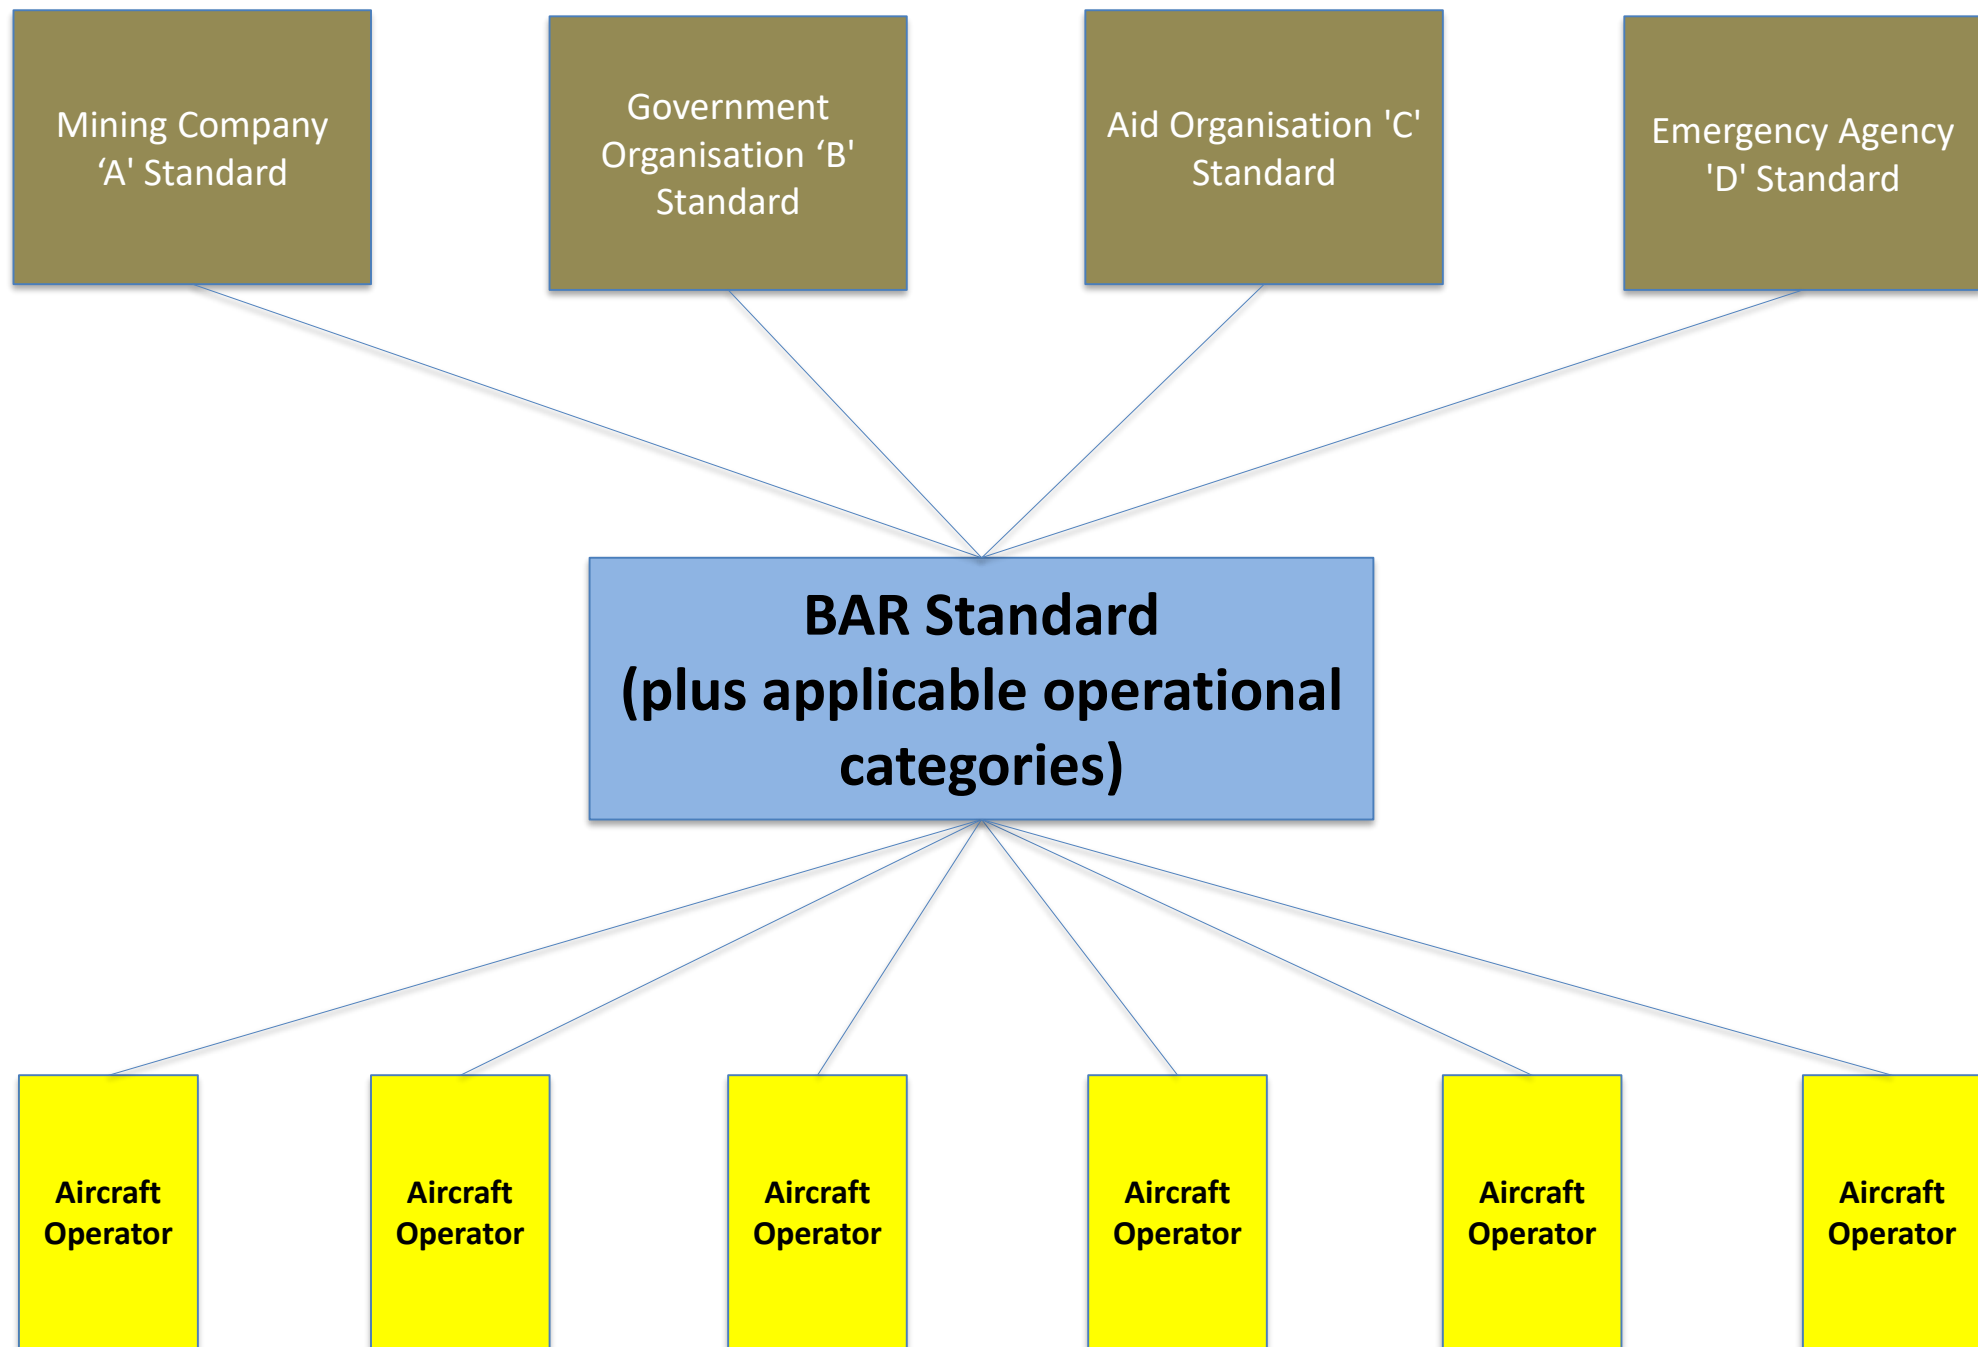 Mining Company
‘A' Standard
Government
Organisation ‘B'
Standard
Aid Organisation 'C'
Standard
Emergency Agency
'D' Standard
BAR Standard
(plus applicable operational
categories)
Aircraft
Operator
Aircraft
Operator
Aircraft
Operator
Aircraft
Operator
Aircraft
Operator
Aircraft
Operator